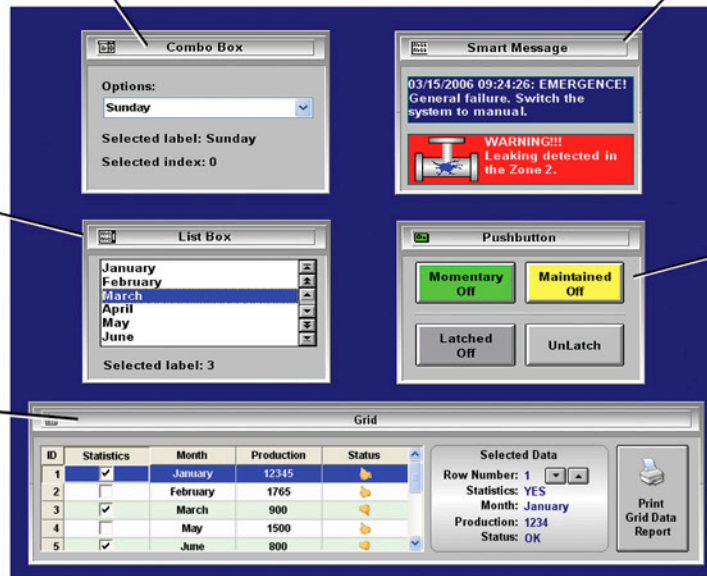 Combo Box
Options:
Sunday
Selected label: Sunday
Selected index: 0
Smart Message
03/15/2006 09:24:26: EMERGENCE!
General failure. Switch the
system to manual.
WARNING!!!
Leaking detected in
the Zone 2.
List Box
January
February
March
April
May
June
Selected label: 3
Pushbutton
Momentary
Off
Maintained
Off
Latched
Off
UnLatch
Grid
ID Statistics Month Production Status
1 January 12345
2 February 1765
3 March 900
4 May 1500
5 June 800
Selected Data
Row Number: 1
Statistics: YES
Month: January
Production: 1234
Status: OK
Print
Grid Data
Report